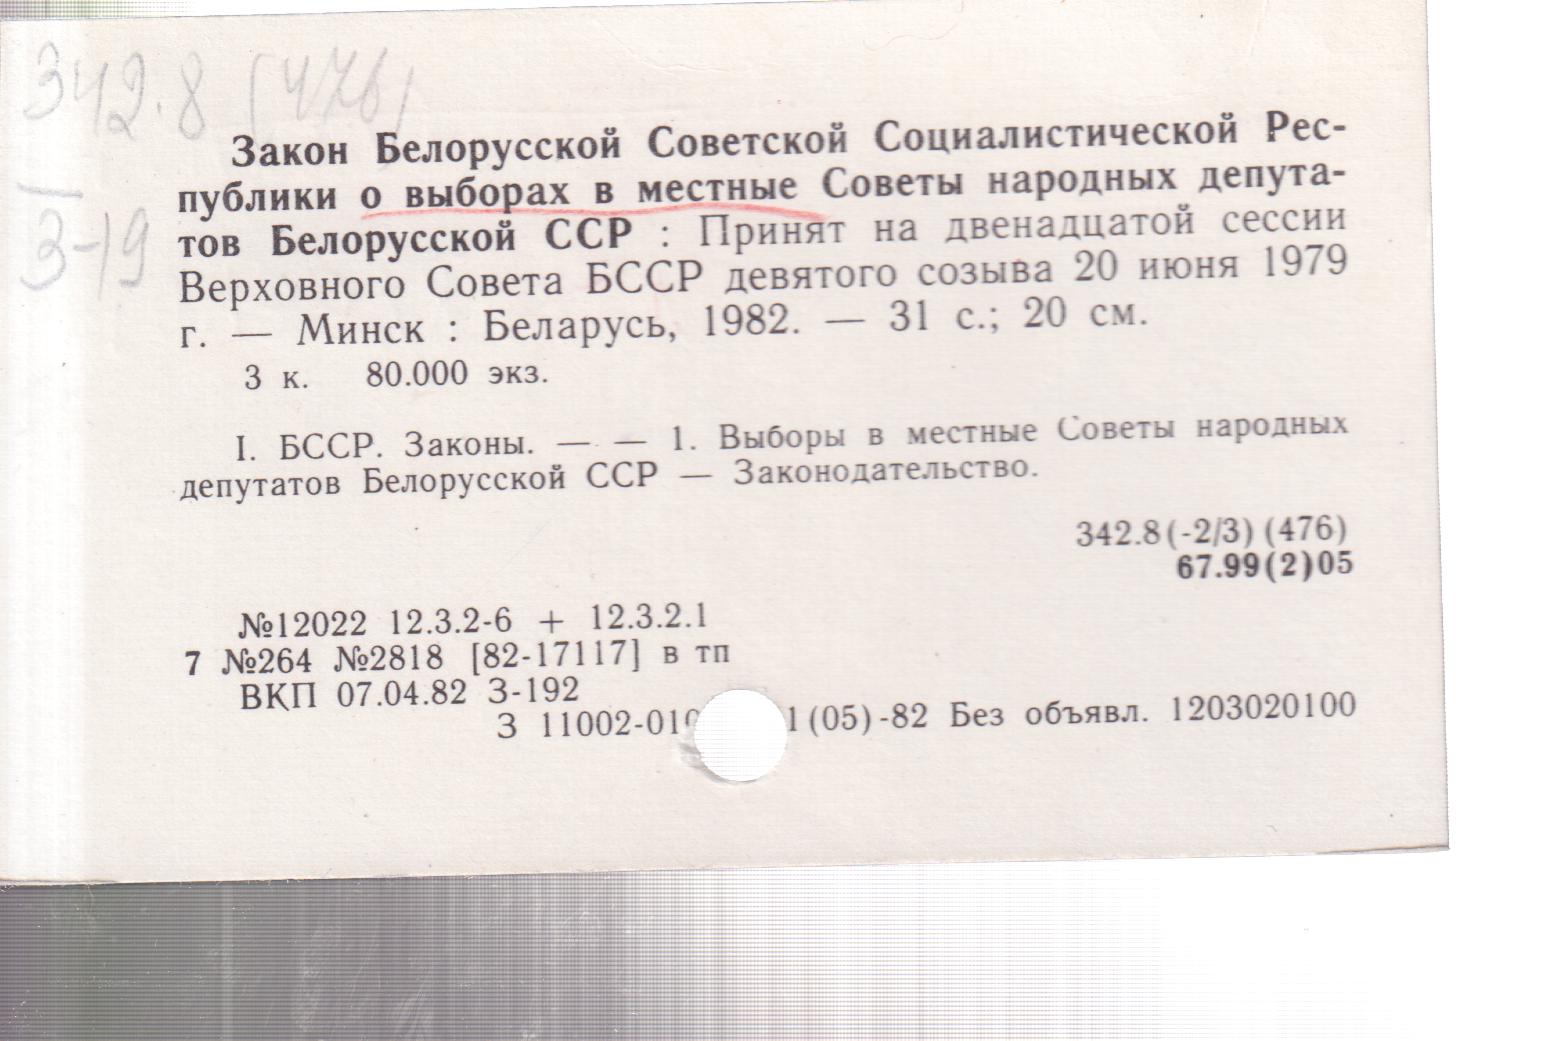 342.8 (476)
З-19
Закон Белорусской Советской Социалистической Рес-
публики о выборах в местные Советы народных депута-
тов Белорусской ССР : Принят на двенадцатой сессии
Верховного Совета БССР девятого созыва 20 июня 1979
г. — Минск : Беларусь, 1982. — 31 с.; 20 см.
3 к. 80.000 экз.
I. БССР. Законы. — — 1. Выборы в местные Советы народных
депутатов Белорусской ССР — Законодательство.
342.8(-2/3) (476)
67.99(2)05
№12022 12.3.2-6 + 12.3.2.1
7 №264 №2818 [82-17117] в тп
ВКП 07.04.82 З-192
З 11002-010 1(05)-82 Без объявл. 1203020100